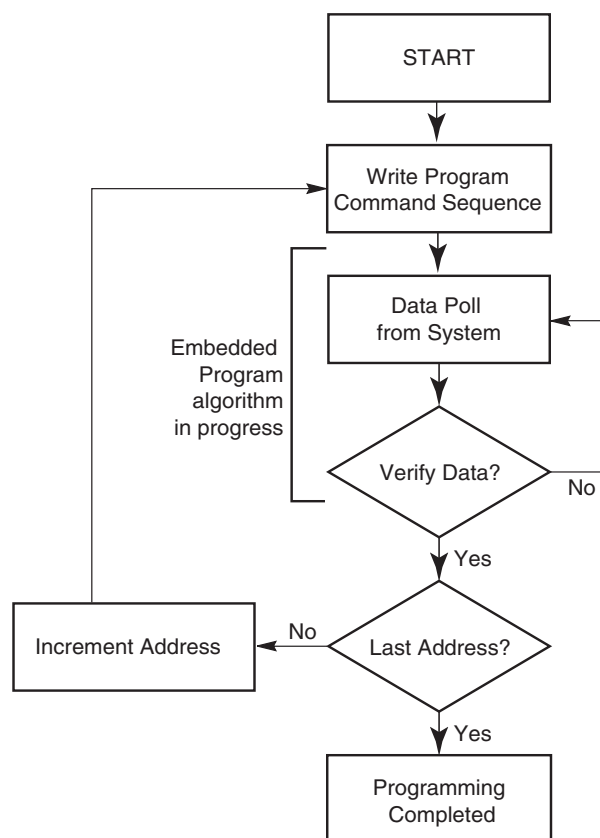 START
Write Program
Command Sequence
Data Poll
from System
Embedded
Program
algorithm
in progress
Verify Data?
No
Yes
Increment Address
No
Last Address?
Yes
Programming
Completed